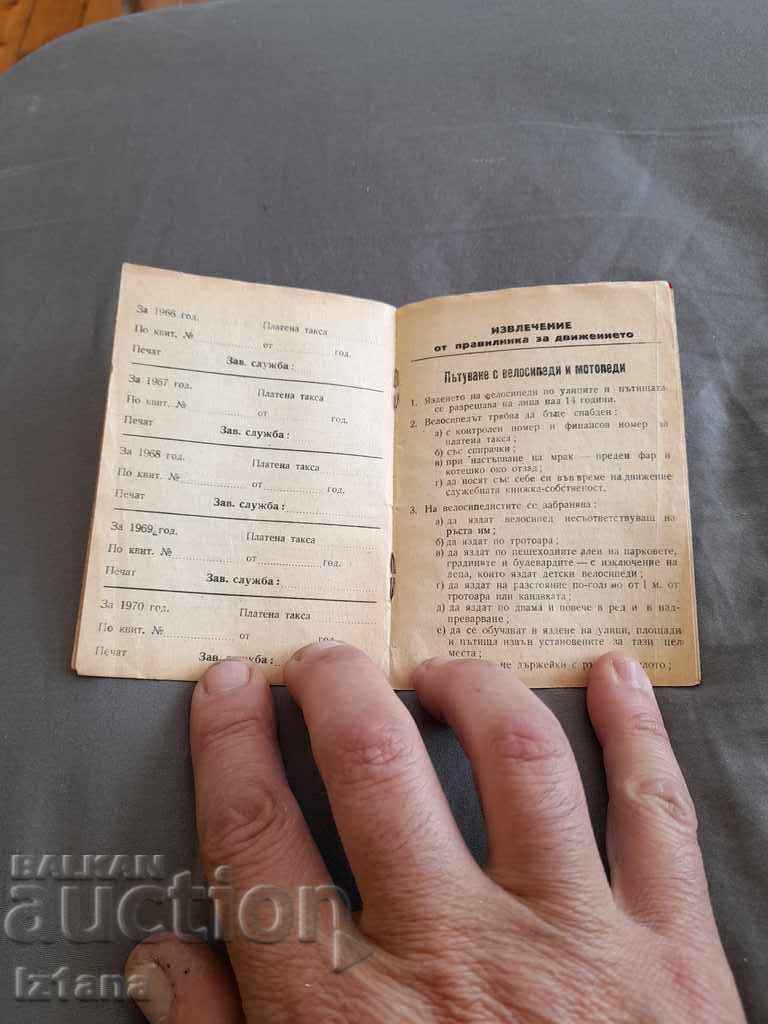 За 1966 год. Платена такса
По квит. № от год.
Печат Зав. служба:
За 1967 год. Платена такса
По квит. № от год.
Печат Зав. служба:
За 1968 год. Платена такса
По квит. № от год.
Печат Зав. служба:
За 1969 год. Платена такса
По квит. № от год.
Печат Зав. служба:
За 1970 год. Платена такса
По квит. № от год.
Печат Зав. служба:
ИЗВЛЕЧЕНИЕ
от правилника за движението
Пътуване с велосипеди и мотопеди
1. Язденето на велосипеди по улиците и пътищата
се разрешава на лица над 14 години.
2. Велосипедът трябва да бъде снабден:
а) с контролен номер и финансов номер за
платена такса;
б) със спирачки;
в) при настъпване на мрак — преден фар и
котешко око отзад;
г) да носят със себе си във време на движение
служебната книжка-собственост.
3. На велосипедистите се забранява:
а) да яздят велосипед несъответствуващ на
ръста им;
б) да яздят по тротоара;
в) да яздят по пешеходните алеи на парковете,
градините и булевардите — с изключение на
деца, които яздят детски велосипеди;
г) да яздят на разстояние по-голямо от 1 м. от
тротоара или канавката;
д) да яздят по двама и повече в ред и в над-
преварване;
е) да се обучават в яздене на улици, площади
и пътища извън установените за тази цел
места;
че държейки с
BALKAN
auction
Iztana